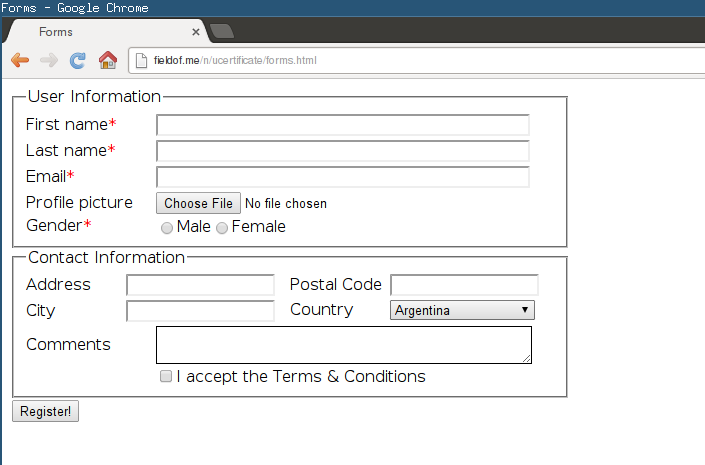 Forms - Google Chrome
Forms
fieldof.me/n/ucertificate/forms.html
User Information
First name*
Last name*
Email*
Profile picture Choose File No file chosen
Gender* Male Female
Contact Information
Address Postal Code
City Country Argentina
Comments
I accept the Terms & Conditions
Register!